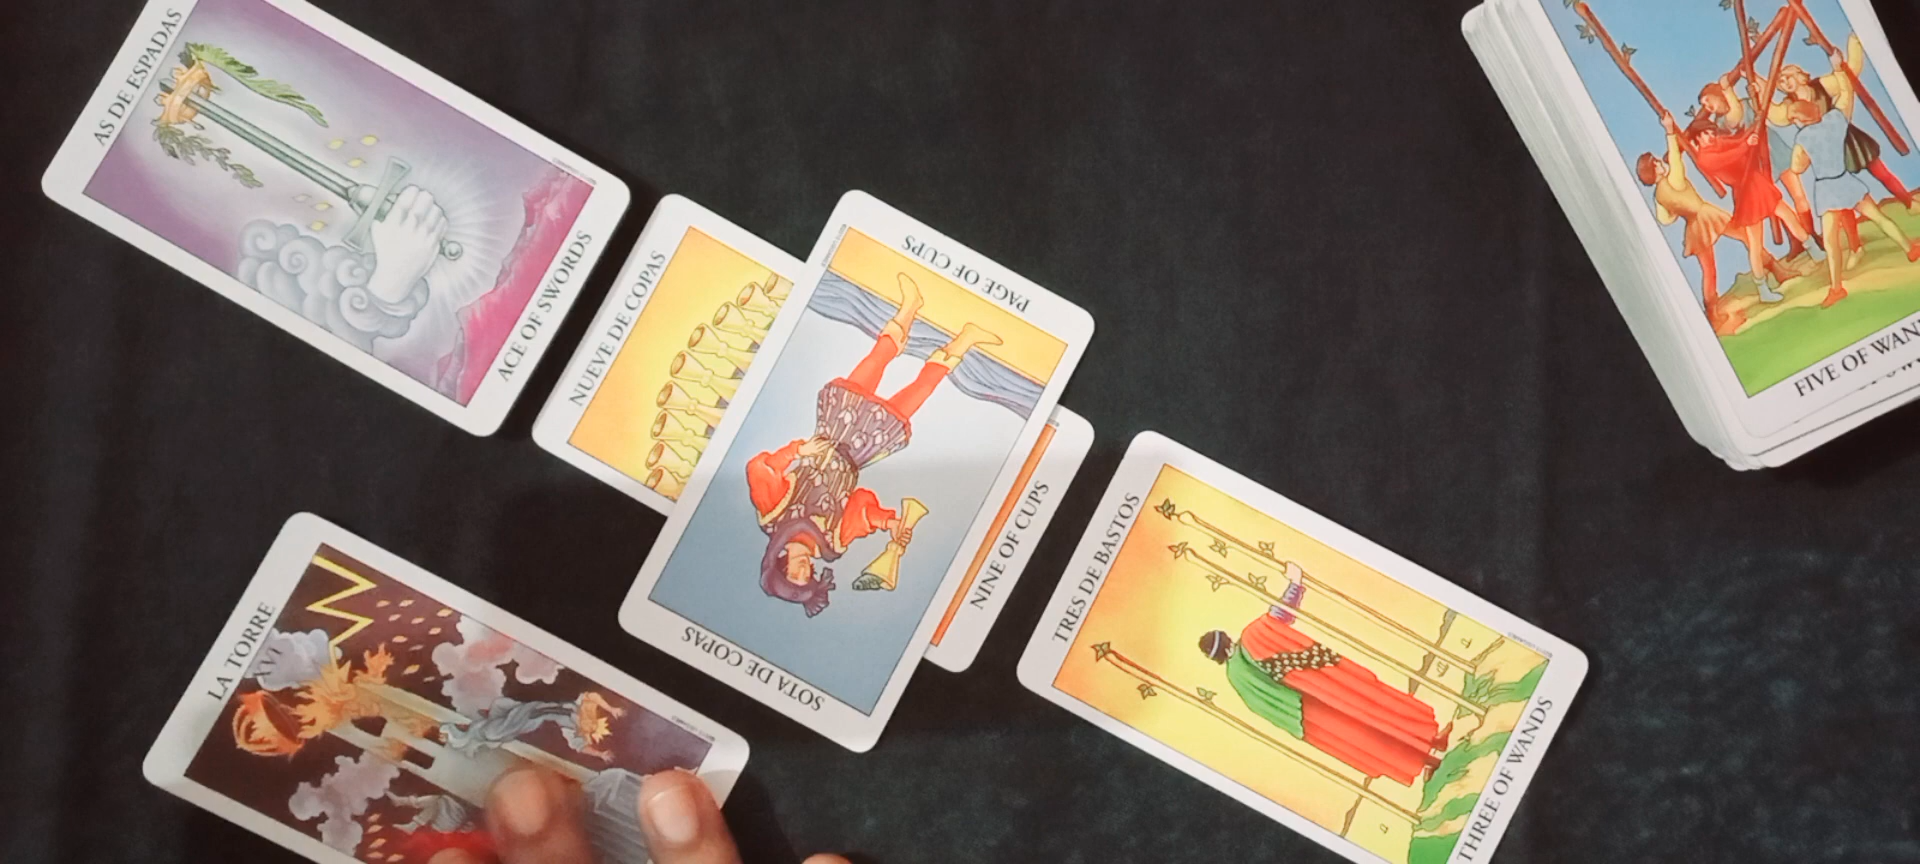 AS DE ESPADAS
ACE OF SWORDS
NUEVE DE COPAS
NINE OF CUPS
PAGE OF CUPS
SOTA DE COPAS
TRES DE BASTOS
THREE OF WANDS
LA TORRE
XVI
FIVE OF WAN